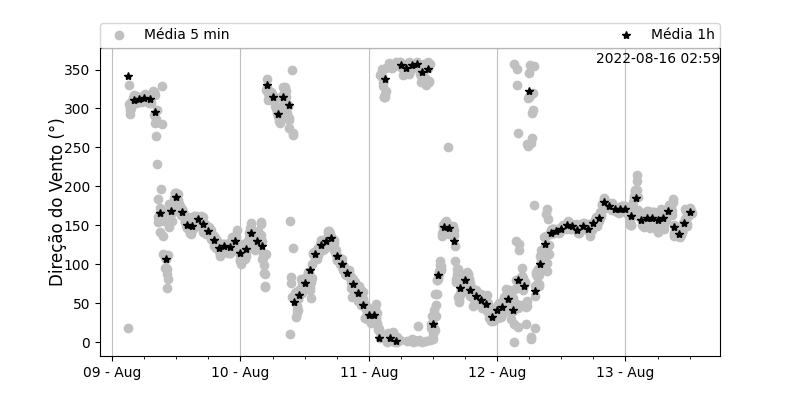 Média 5 min
Média 1h
2022-08-16 02:59
Direção do Vento (°)
350
300
250
200
150
100
50
0
09 - Aug
10 - Aug
11 - Aug
12 - Aug
13 - Aug